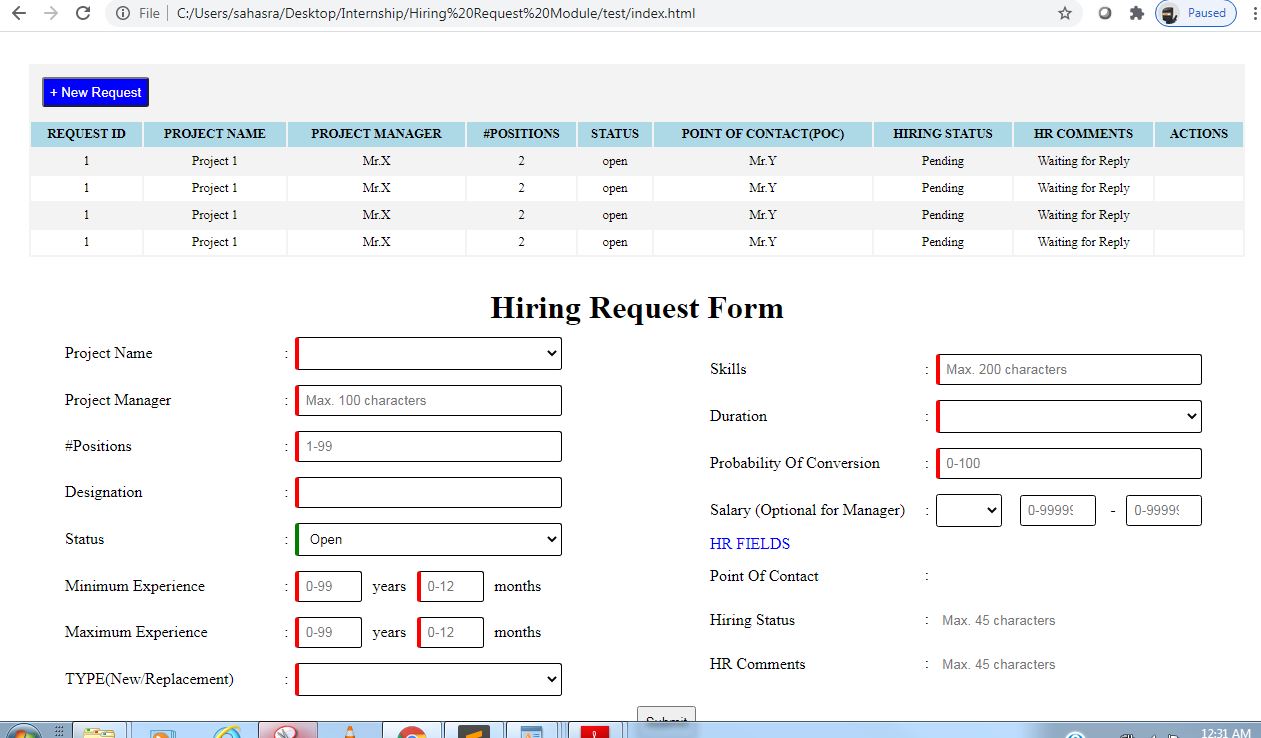 File C:/Users/sahasra/Desktop/Internship/Hiring%20Request%20Module/test/index.html Paused
+ New Request
REQUEST ID PROJECT NAME PROJECT MANAGER #POSITIONS STATUS POINT OF CONTACT(POC) HIRING STATUS HR COMMENTS ACTIONS
1 Project 1 Mr.X 2 open Mr.Y Pending Waiting for Reply
1 Project 1 Mr.X 2 open Mr.Y Pending Waiting for Reply
1 Project 1 Mr.X 2 open Mr.Y Pending Waiting for Reply
1 Project 1 Mr.X 2 open Mr.Y Pending Waiting for Reply
Hiring Request Form
Project Name :
Project Manager : Max. 100 characters
#Positions : 1-99
Designation :
Status : Open
Minimum Experience : 0-99 years 0-12 months
Maximum Experience : 0-99 years 0-12 months
TYPE(New/Replacement) :
Skills : Max. 200 characters
Duration :
Probability Of Conversion : 0-100
Salary (Optional for Manager) : 0-9999 - 0-9999
HR FIELDS
Point Of Contact :
Hiring Status : Max. 45 characters
HR Comments : Max. 45 characters
Submit
12:31 AM